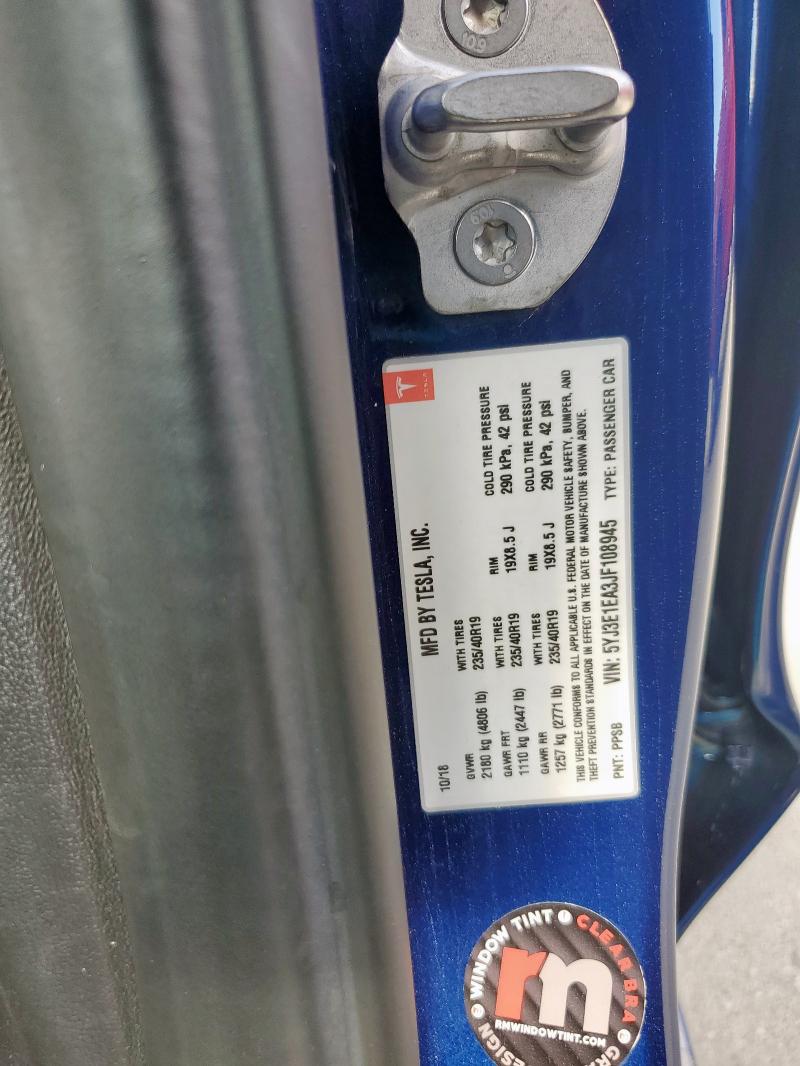 TESLA
MFD BY TESLA, INC.
10/18
GVWR WITH TIRES
2180 kg (4806 lb) 235/40R19
GAWR FRT WITH TIRES RIM COLD TIRE PRESSURE
1110 kg (2447 lb) 235/40R19 19X8.5 J 290 kPa, 42 psi
GAWR RR WITH TIRES RIM COLD TIRE PRESSURE
1257 kg (2771 lb) 235/40R19 19X8.5 J 290 kPa, 42 psi
THIS VEHICLE CONFORMS TO ALL APPLICABLE U.S. FEDERAL MOTOR VEHICLE SAFETY, BUMPER, AND
THEFT PREVENTION STANDARDS IN EFFECT ON THE DATE OF MANUFACTURE SHOWN ABOVE.
PNT: PPSB VIN: 5YJ3E1EA3JF108945 TYPE: PASSENGER CAR
WINDOW TINT
CLEAR BRA
rm
RMWINDOWTINT.COM